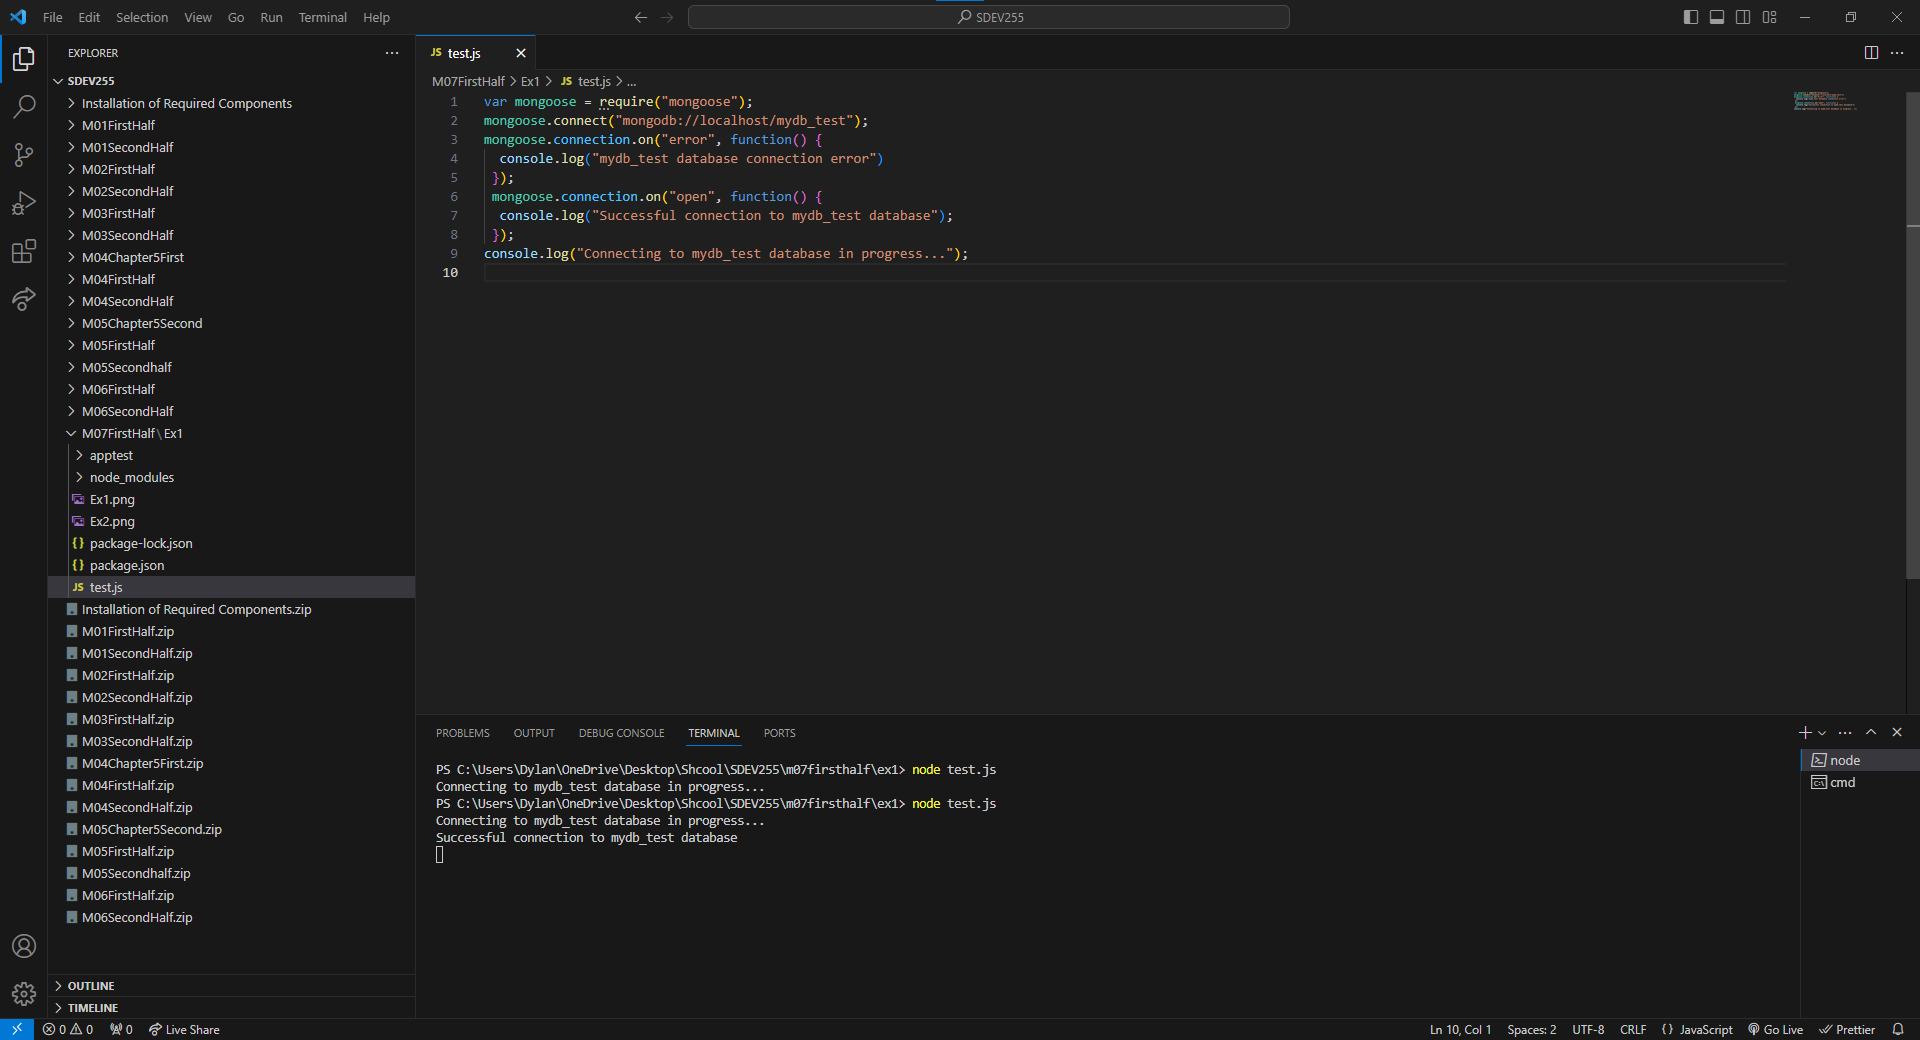 File Edit Selection View Go Run Terminal Help
SDEV255
EXPLORER
SDEV255
Installation of Required Components
M01FirstHalf
M01SecondHalf
M02FirstHalf
M02SecondHalf
M03FirstHalf
M03SecondHalf
M04Chapter5First
M04FirstHalf
M04SecondHalf
M05Chapter5Second
M05FirstHalf
M05Secondhalf
M06FirstHalf
M06SecondHalf
M07FirstHalf\Ex1
apptest
node_modules
Ex1.png
Ex2.png
{} package-lock.json
{} package.json
JS test.js
Installation of Required Components.zip
M01FirstHalf.zip
M01SecondHalf.zip
M02FirstHalf.zip
M02SecondHalf.zip
M03FirstHalf.zip
M03SecondHalf.zip
M04Chapter5First.zip
M04FirstHalf.zip
M04SecondHalf.zip
M05Chapter5Second.zip
M05FirstHalf.zip
M05Secondhalf.zip
M06FirstHalf.zip
M06SecondHalf.zip
OUTLINE
TIMELINE
JS test.js
M07FirstHalf > Ex1 > JS test.js > ...
1 var mongoose = require("mongoose");
2 mongoose.connect("mongodb://localhost/mydb_test");
3 mongoose.connection.on("error", function() {
4 console.log("mydb_test database connection error")
5 });
6 mongoose.connection.on("open", function() {
7 console.log("Successful connection to mydb_test database");
8 });
9 console.log("Connecting to mydb_test database in progress...");
10
PROBLEMS OUTPUT DEBUG CONSOLE TERMINAL PORTS
PS C:\Users\Dylan\OneDrive\Desktop\Shcool\SDEV255\m07firsthalf\ex1> node test.js
Connecting to mydb_test database in progress...
PS C:\Users\Dylan\OneDrive\Desktop\Shcool\SDEV255\m07firsthalf\ex1> node test.js
Connecting to mydb_test database in progress...
Successful connection to mydb_test database
node
cmd
0 0 0 Live Share
Ln 10, Col 1 Spaces: 2 UTF-8 CRLF {} JavaScript Go Live Prettier